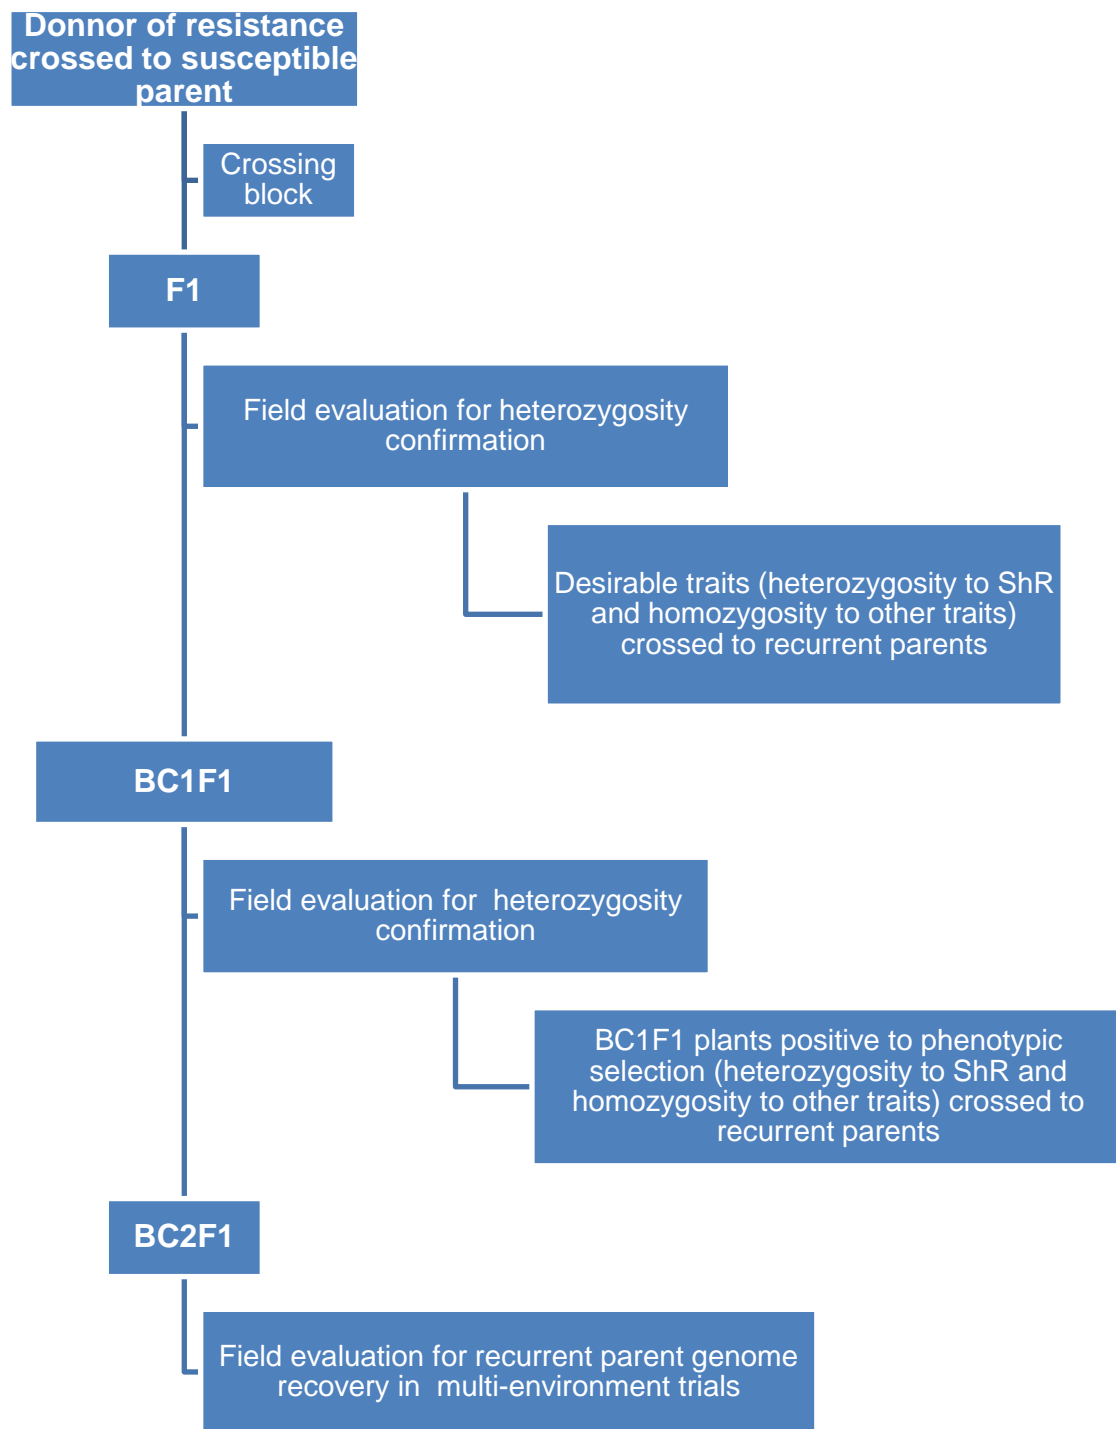 Donnor of resistance
crossed to susceptible
parent
Crossing
block
F1
Field evaluation for heterozygosity
confirmation
Desirable traits (heterozygosity to ShR
and homozygosity to other traits)
crossed to recurrent parents
BC1F1
Field evaluation for  heterozygosity
confirmation
BC1F1 plants positive to phenotypic
selection (heterozygosity to ShR and
homozygosity to other traits) crossed to
recurrent parents
BC2F1
Field evaluation for recurrent parent genome
recovery in  multi-environment trials